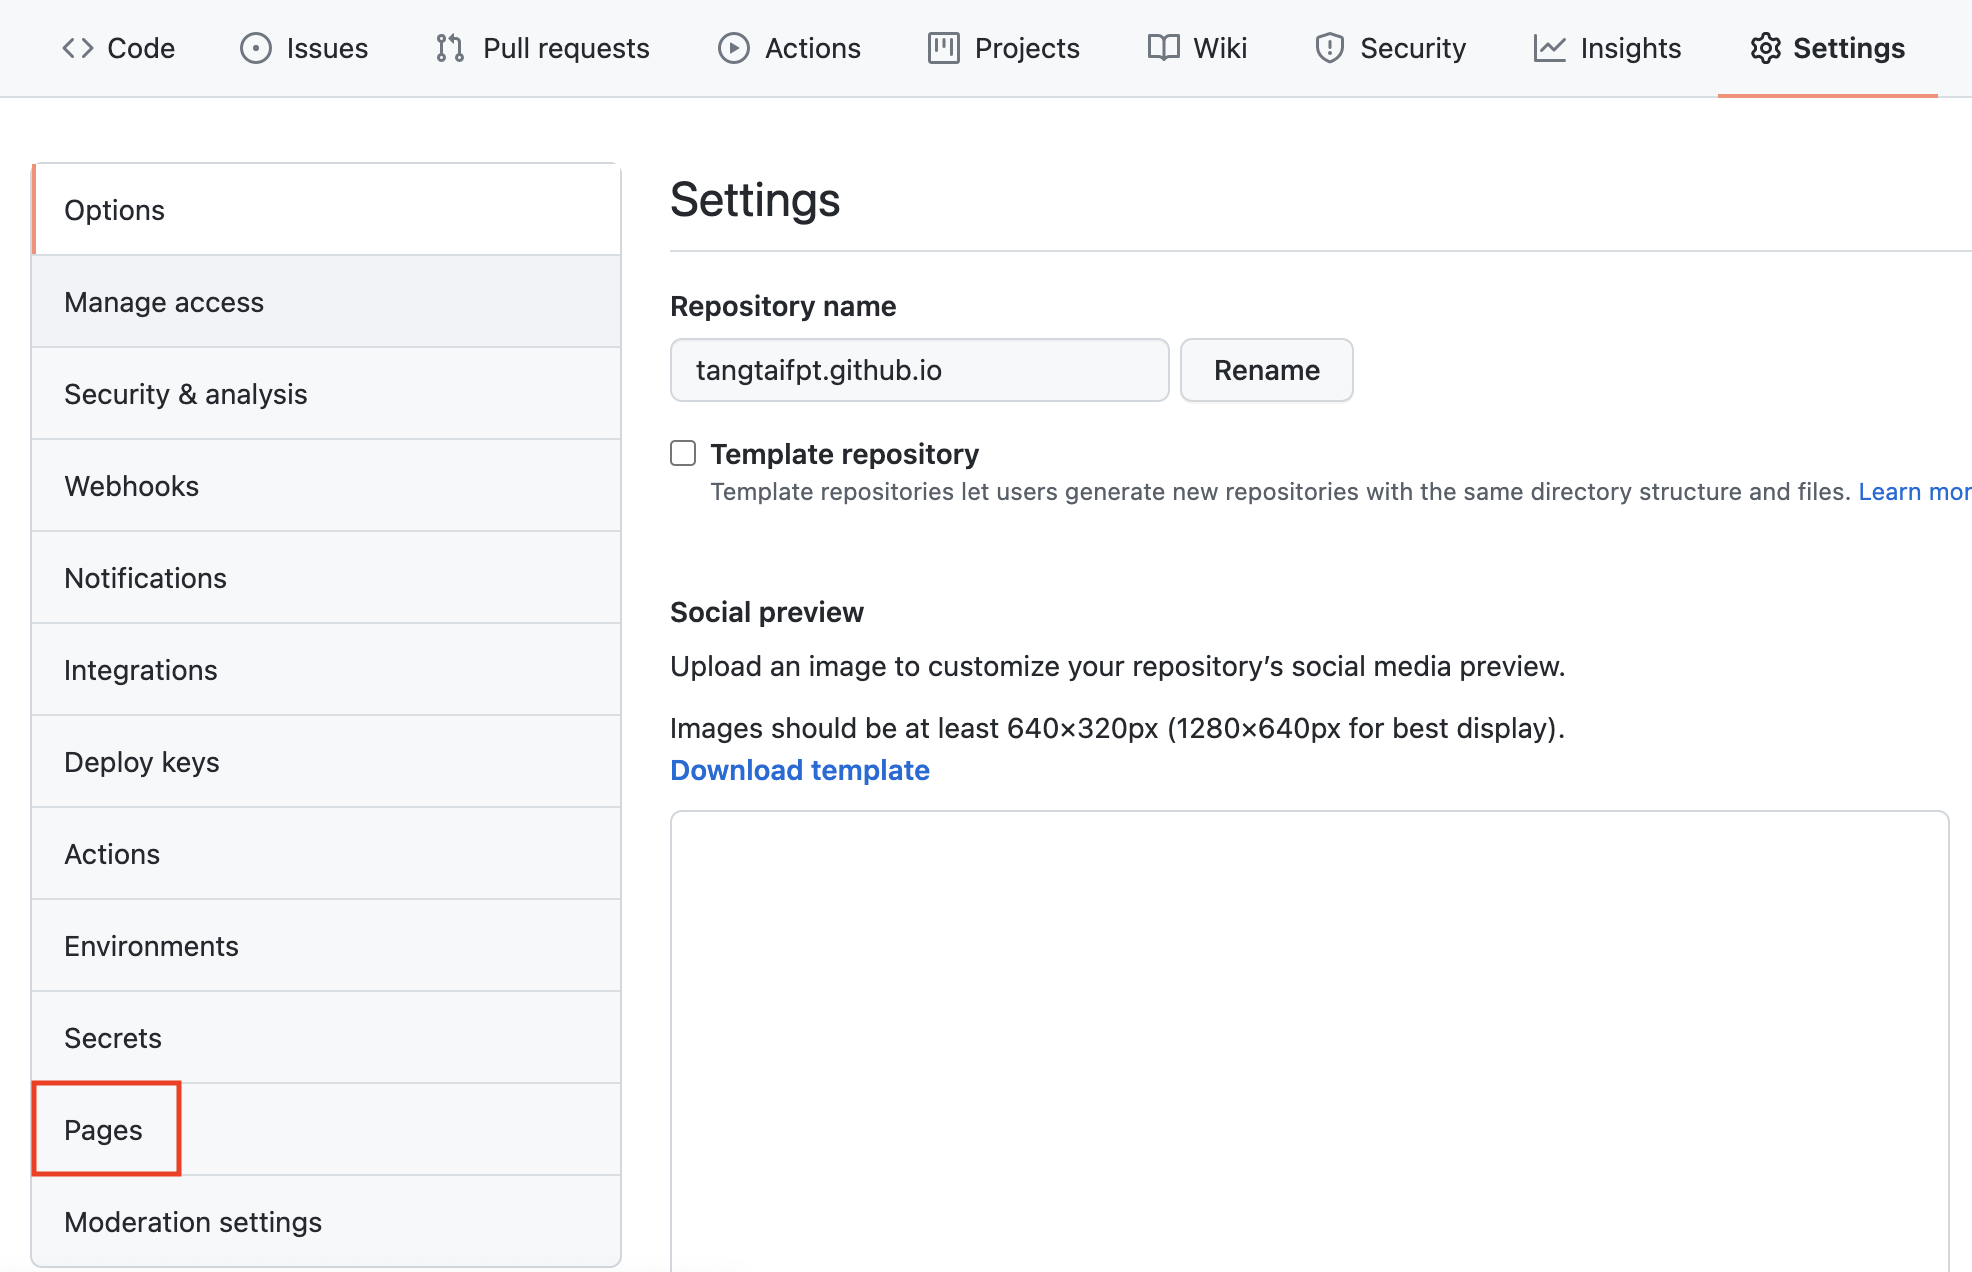 Code Issues Pull requests Actions Projects Wiki Security Insights Settings
Options
Manage access
Security & analysis
Webhooks
Notifications
Integrations
Deploy keys
Actions
Environments
Secrets
Pages
Moderation settings
Settings
Repository name
tangtaifpt.github.io Rename
Template repository
Template repositories let users generate new repositories with the same directory structure and files. Learn mor
Social preview
Upload an image to customize your repository’s social media preview.
Images should be at least 640×320px (1280×640px for best display).
Download template